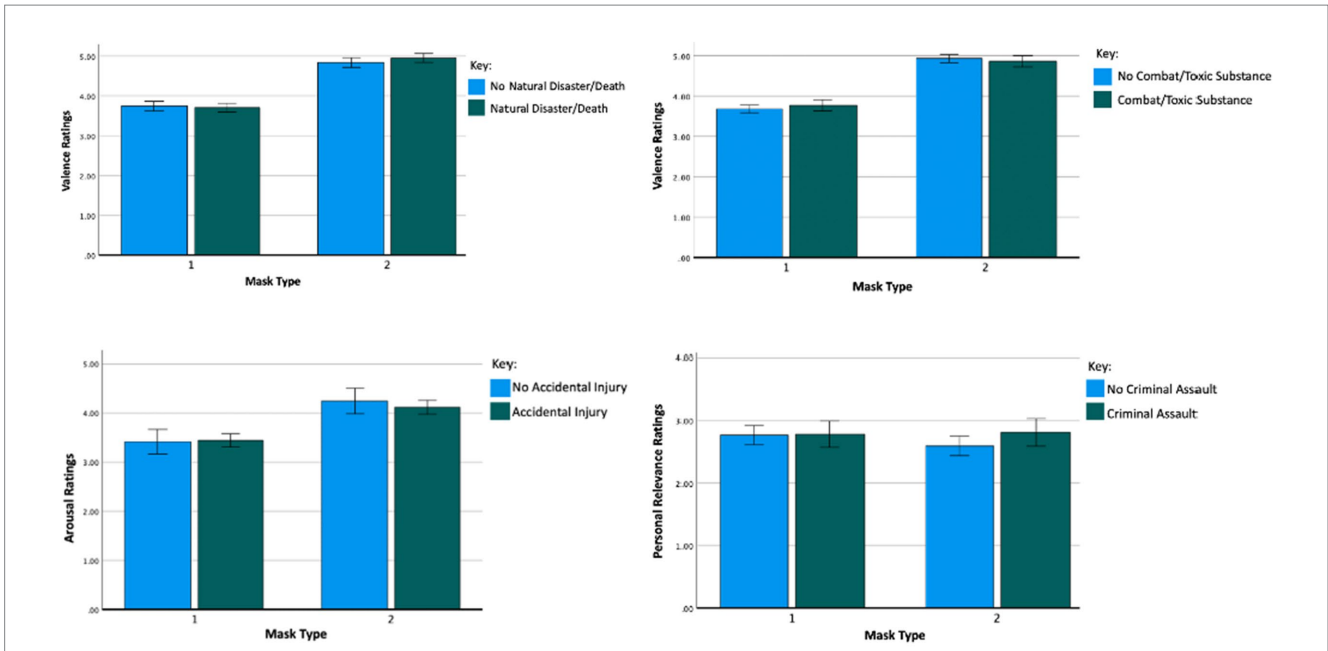 5.00
4.00
3.00
2.00
1.00
.00
Valence Ratings
1
2
Mask Type
Key:
No Natural Disaster/Death
Natural Disaster/Death
5.00
4.00
3.00
2.00
1.00
.00
Valence Ratings
1
2
Mask Type
Key:
No Combat/Toxic Substance
Combat/Toxic Substance
5.00
4.00
3.00
2.00
1.00
.00
Arousal Ratings
1
2
Mask Type
Key:
No Accidental Injury
Accidental Injury
4.00
3.00
2.00
1.00
.00
Personal Relevance Ratings
1
2
Mask Type
Key:
No Criminal Assault
Criminal Assault